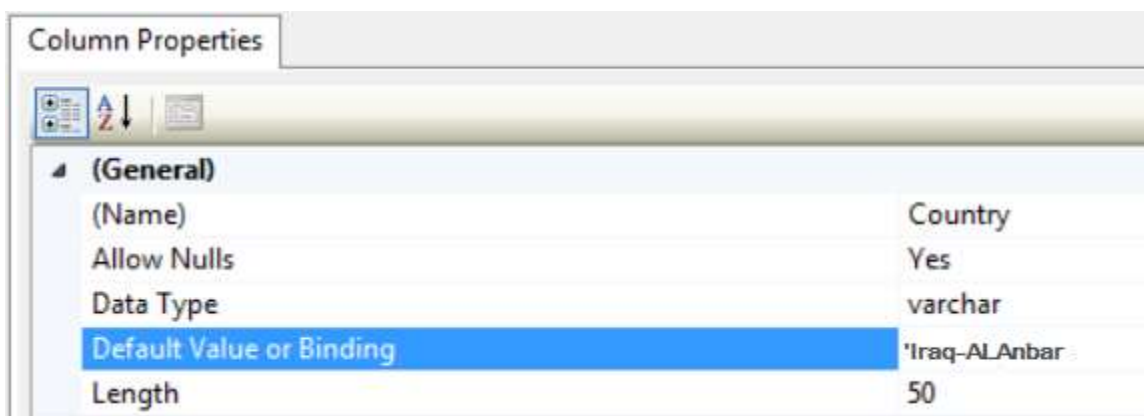 Column Properties
A
Z
(General)
(Name) Country
Allow Nulls Yes
Data Type varchar
Default Value or Binding 'Iraq-ALAnbar
Length 50